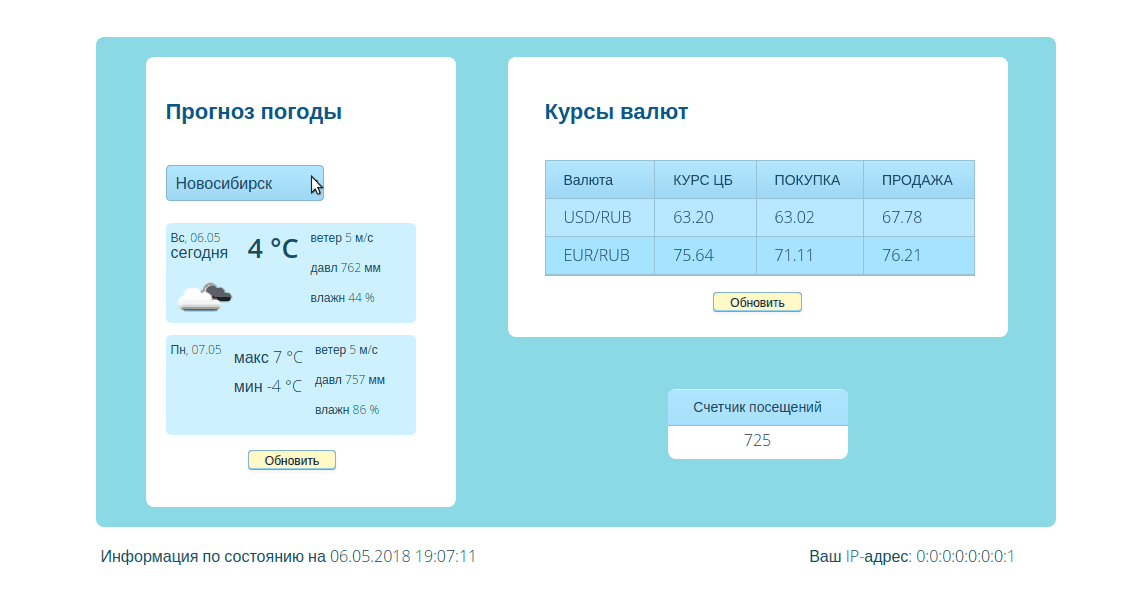 Прогноз погоды
Новосибирск
Вс, 06.05
сегодня
4 °C
ветер 5 м/с
давл 762 мм
влажн 44 %
Пн, 07.05
макс 7 °C
мин -4 °C
ветер 5 м/с
давл 757 мм
влажн 86 %
Обновить
Курсы валют
Валюта КУРС ЦБ ПОКУПКА ПРОДАЖА
USD/RUB 63.20 63.02 67.78
EUR/RUB 75.64 71.11 76.21
Обновить
Счетчик посещений
725
Информация по состоянию на 06.05.2018 19:07:11
Ваш IP-адрес: 0:0:0:0:0:0:0:1